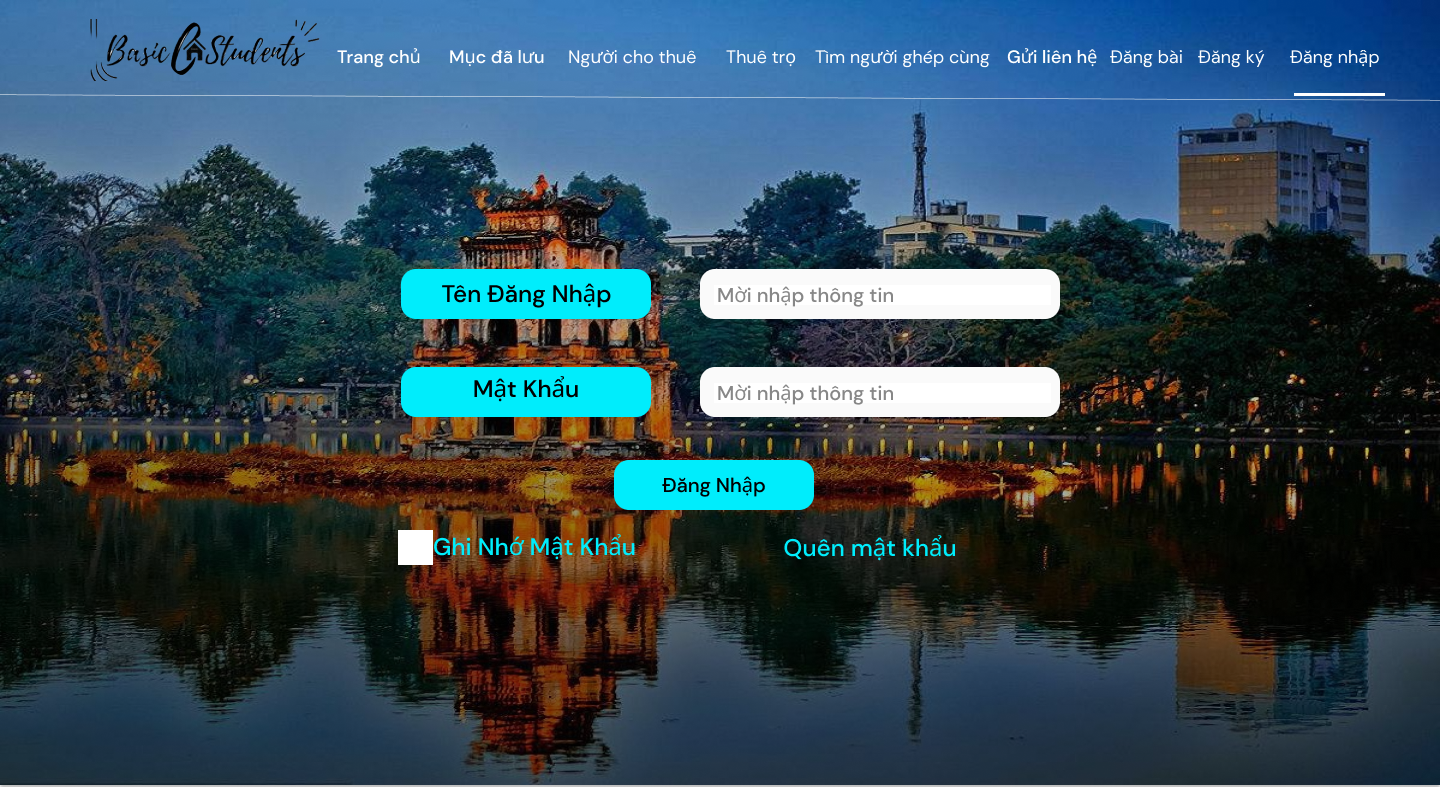 Basic Students
Trang chủ Mục đã lưu Người cho thuê Thuê trọ Tìm người ghép cùng Gửi liên hệ Đăng bài Đăng ký Đăng nhập
Tên Đăng Nhập Mời nhập thông tin
Mật Khẩu Mời nhập thông tin
Đăng Nhập
Ghi Nhớ Mật Khẩu Quên mật khẩu